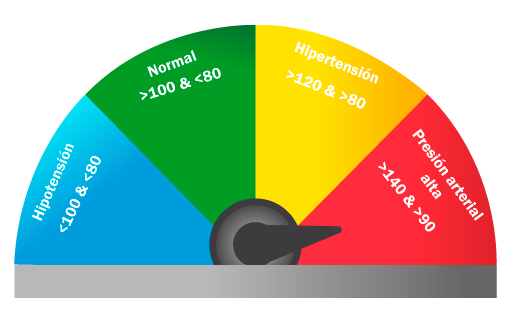 Hipotensión
<100 & <80
Normal
>100 & <80
Hipertensión
>120 & >80
Presión arterial
alta
>140 & >90